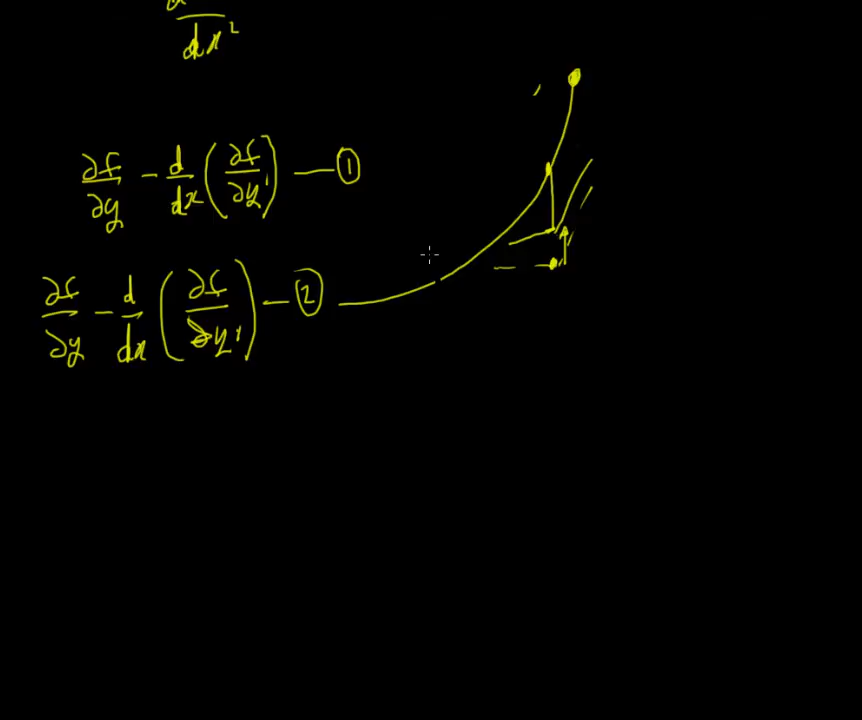 dx²
∂f/∂y − d/dx (∂f/∂y') — ①
∂f/∂y − d/dx (∂f/∂y') — ②